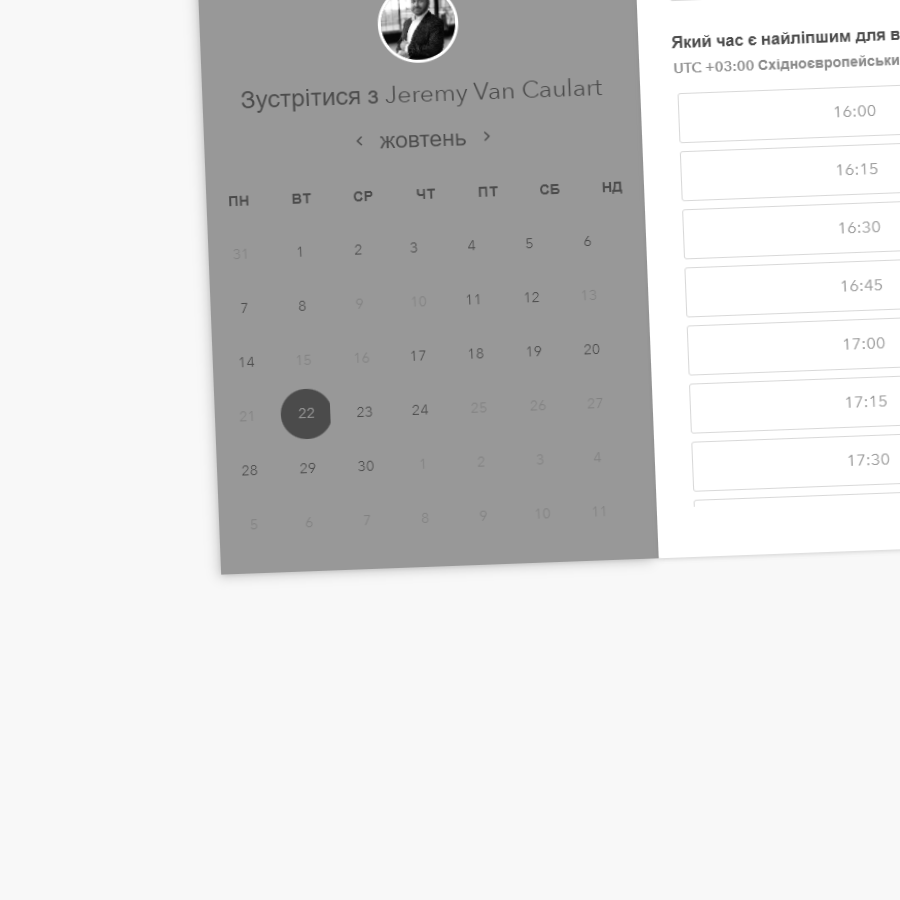 Зустрітися з Jeremy Van Caulart
< жовтень >
ПН ВТ СР ЧТ ПТ СБ НД
31 1 2 3 4 5 6
7 8 9 10 11 12 13
14 15 16 17 18 19 20
21 22 23 24 25 26 27
28 29 30 1 2 3 4
5 6 7 8 9 10 11
Який час є найліпшим для
UTC +03:00
16:00
16:15
16:30
16:45
17:00
17:15
17:30